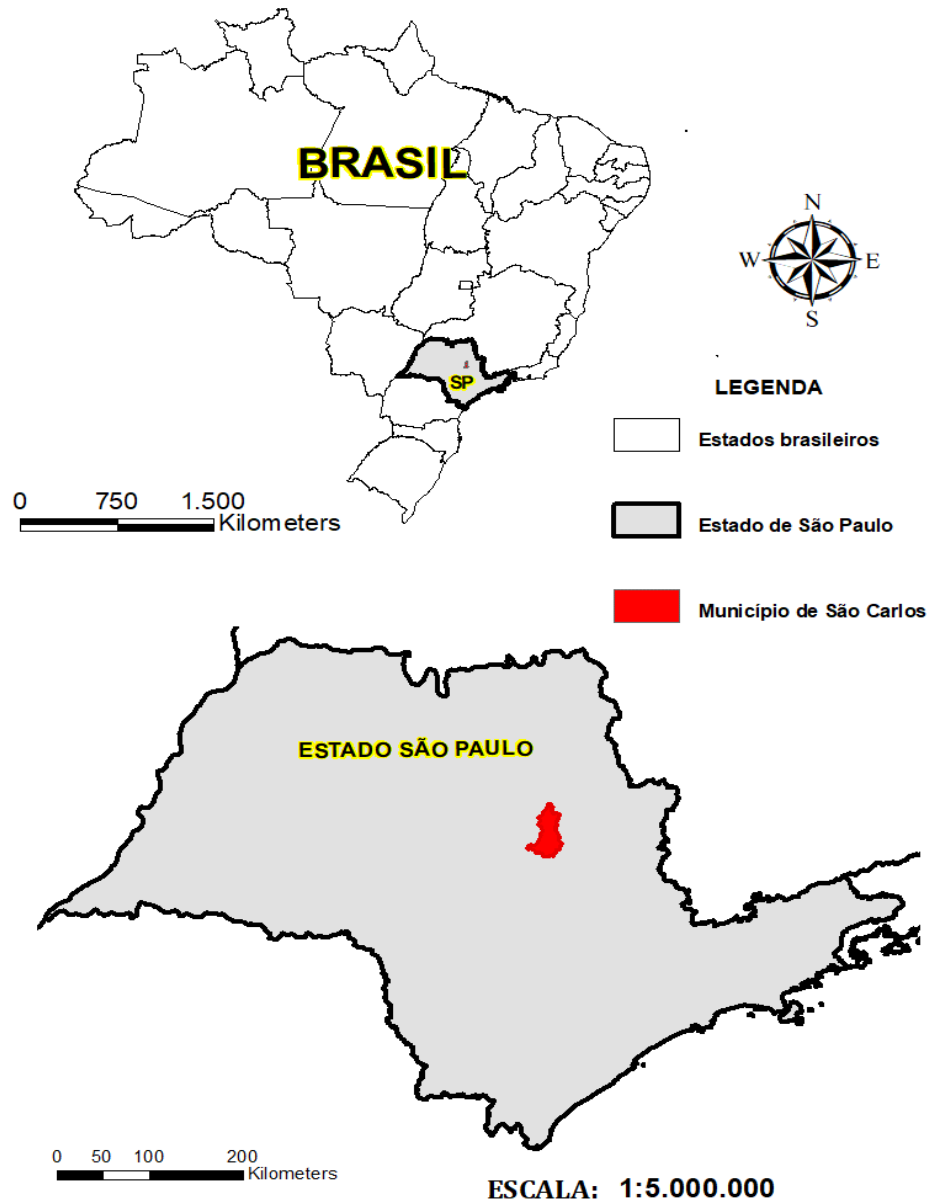 BRASIL
N
W E
S
SP
LEGENDA
Estados brasileiros
0 750 1.500
Kilometers
Estado de São Paulo
Município de São Carlos
ESTADO SÃO PAULO
0 50 100 200
Kilometers
ESCALA: 1:5.000.000